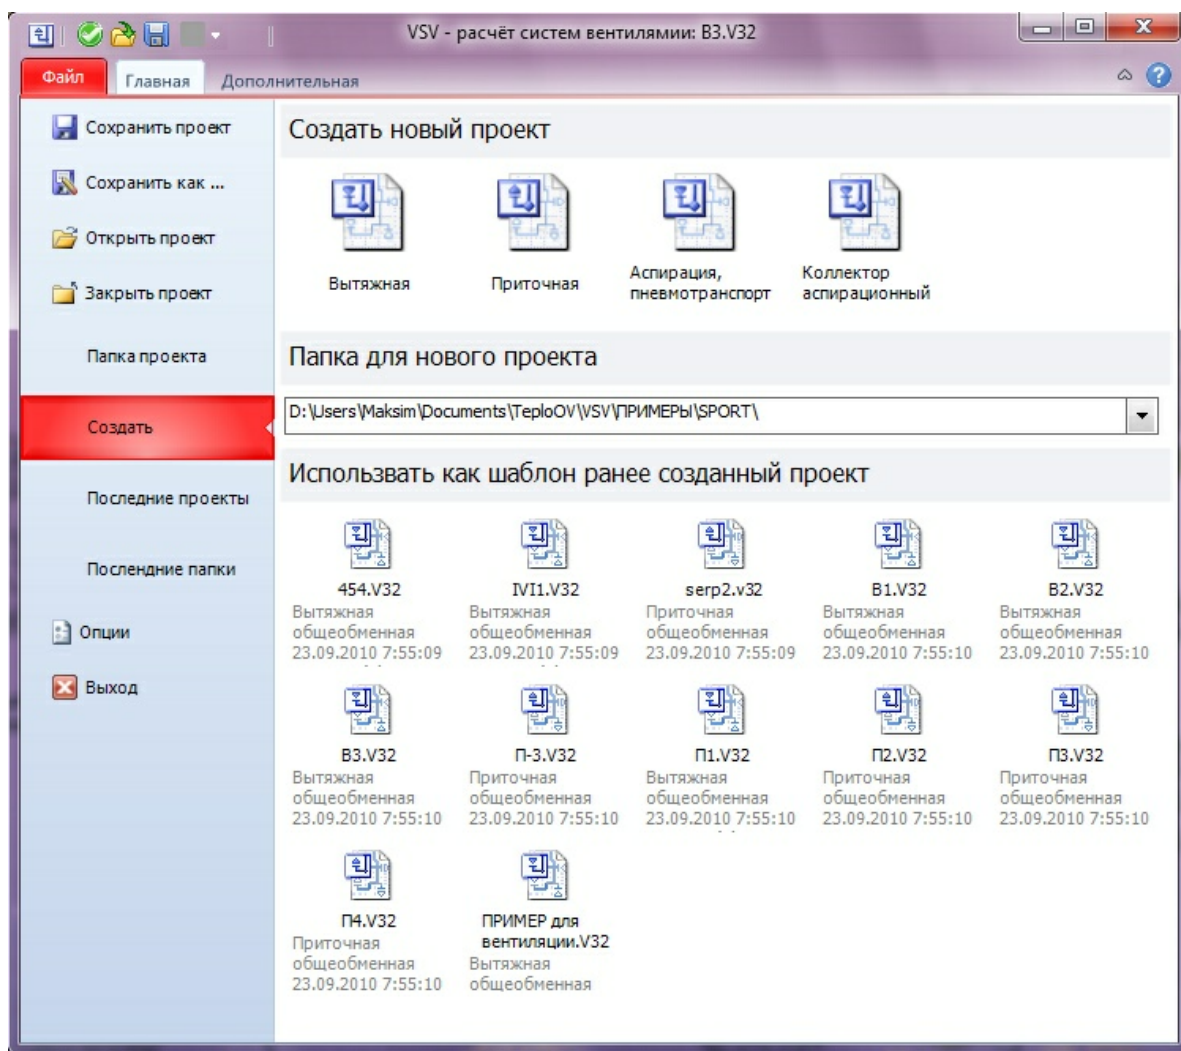 VSV - расчёт систем вентилямии: В3.V32
Файл
Главная
Дополнительная
Сохранить проект
Сохранить как ...
Открыть проект
Закрыть проект
Папка проекта
Создать
Последние проекты
Послендние папки
Опции
Выход
Создать новый проект
Вытяжная
Приточная
Аспирация,
пневмотранспорт
Коллектор
аспирационный
Папка для нового проекта
D:\Users\Maksim\Documents\TeploOV\VSV\ПРИМЕРЫ\SPORT\
Использвать как шаблон ранее созданный проект
454.V32
Вытяжная
общеобменная
23.09.2010 7:55:09
IVI1.V32
Вытяжная
общеобменная
23.09.2010 7:55:09
serp2.v32
Приточная
общеобменная
23.09.2010 7:55:09
В1.V32
Вытяжная
общеобменная
23.09.2010 7:55:10
В2.V32
Вытяжная
общеобменная
23.09.2010 7:55:10
В3.V32
Вытяжная
общеобменная
23.09.2010 7:55:10
П-3.V32
Приточная
общеобменная
23.09.2010 7:55:10
П1.V32
Вытяжная
общеобменная
23.09.2010 7:55:10
П2.V32
Приточная
общеобменная
23.09.2010 7:55:10
П3.V32
Приточная
общеобменная
23.09.2010 7:55:10
П4.V32
Приточная
общеобменная
23.09.2010 7:55:10
ПРИМЕР для
вентиляции.V32
Вытяжная
общеобменная